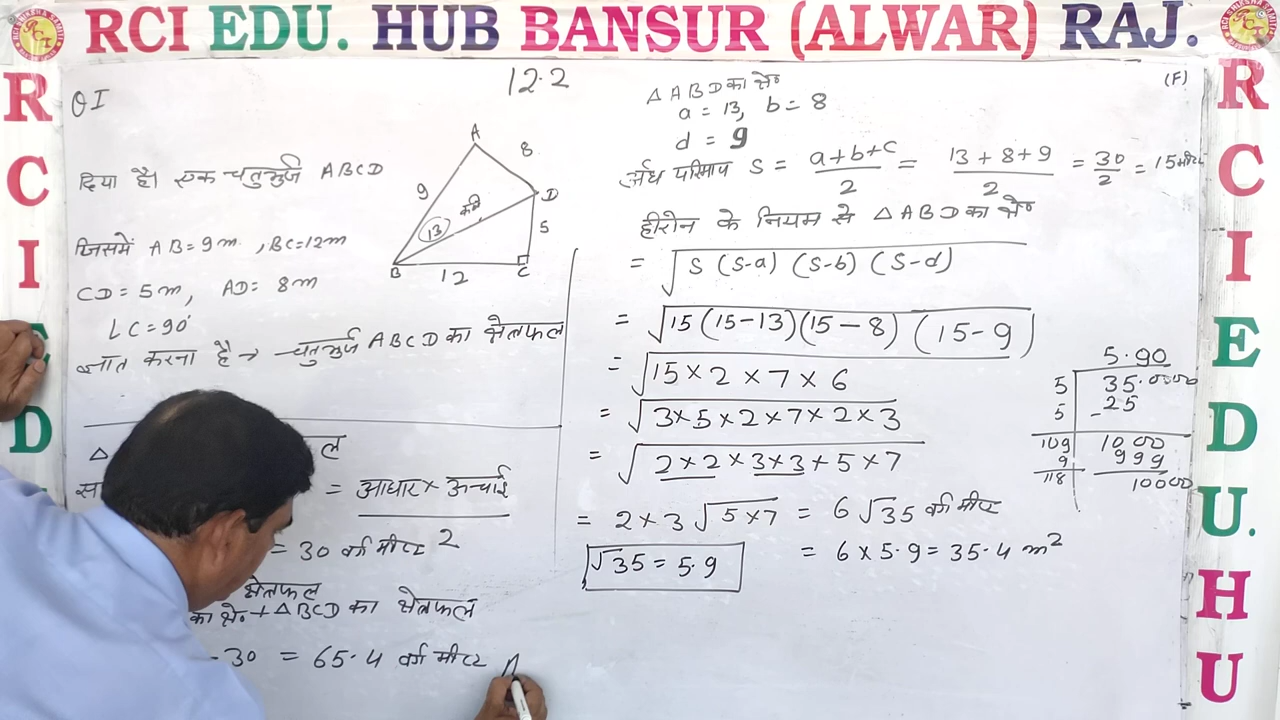 RCI EDU. HUB BANSUR (ALWAR) RAJ.
R
C
I
E
D
R
C
I
E
D
U.
H
U
12.2
(F)
Q I
दिया है। एक चतुर्भुज ABCD
जिसमें AB=9m, BC=12m
CD=5m, AD=8m
∠C=90°
ज्ञात करना है→ चतुर्भुज ABCD का क्षेत्रफल
A
8
9
D
कर्ण
13
5
B
12
C
△
ल
= आधार × ऊन्चाई
2
= 30 वर्ग मीटर
क्षेत्रफल
का क्षे॰ + △BCD का क्षेत्रफल
30 = 65.4 वर्ग मीटर A
△ABD का क्षे॰
a = 13, b = 8
d = 9
अर्ध परिमाप S = a+b+c/2 = 13+8+9/2 = 30/2 = 15 मीटर
हीरोन के नियम से △ABD का क्षे॰
= √S (S-a) (S-b) (S-d)
= √15(15-13)(15-8) (15-9)
= √15×2×7×6
= √3×5×2×7×2×3
= √2×2×3×3×5×7
= 2×3√5×7 = 6√35 वर्ग मीटर
√35 = 5.9
= 6×5.9 = 35.4 m²
5.90
5 35.0000
5 -25
109 1000
9 999
118 10000